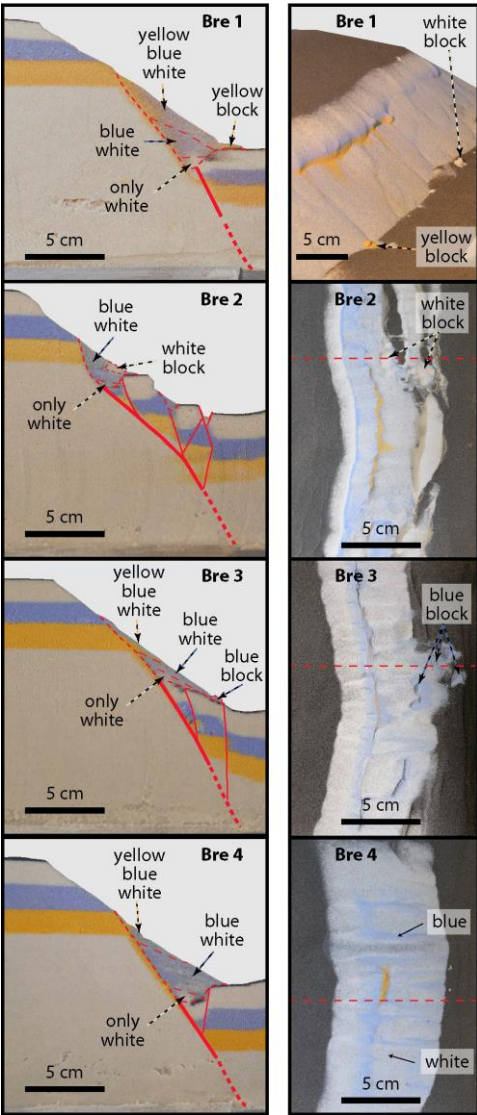 Bre 1
yellow
blue
white
yellow
block
blue
white
only
white
5 cm
Bre 1
white
block
yellow
block
5 cm
Bre 2
blue
white
white
block
only
white
5 cm
Bre 2
white
block
5 cm
Bre 3
yellow
blue
white
blue
white
blue
block
only
white
5 cm
Bre 3
blue
block
5 cm
Bre 4
yellow
blue
white
blue
white
only
white
5 cm
Bre 4
blue
white
5 cm